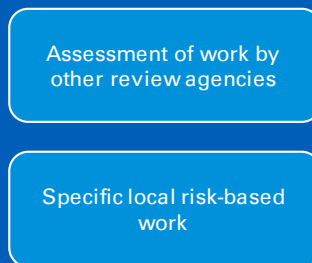 Assessment of work by
other review agencies
Specific local risk-based
work